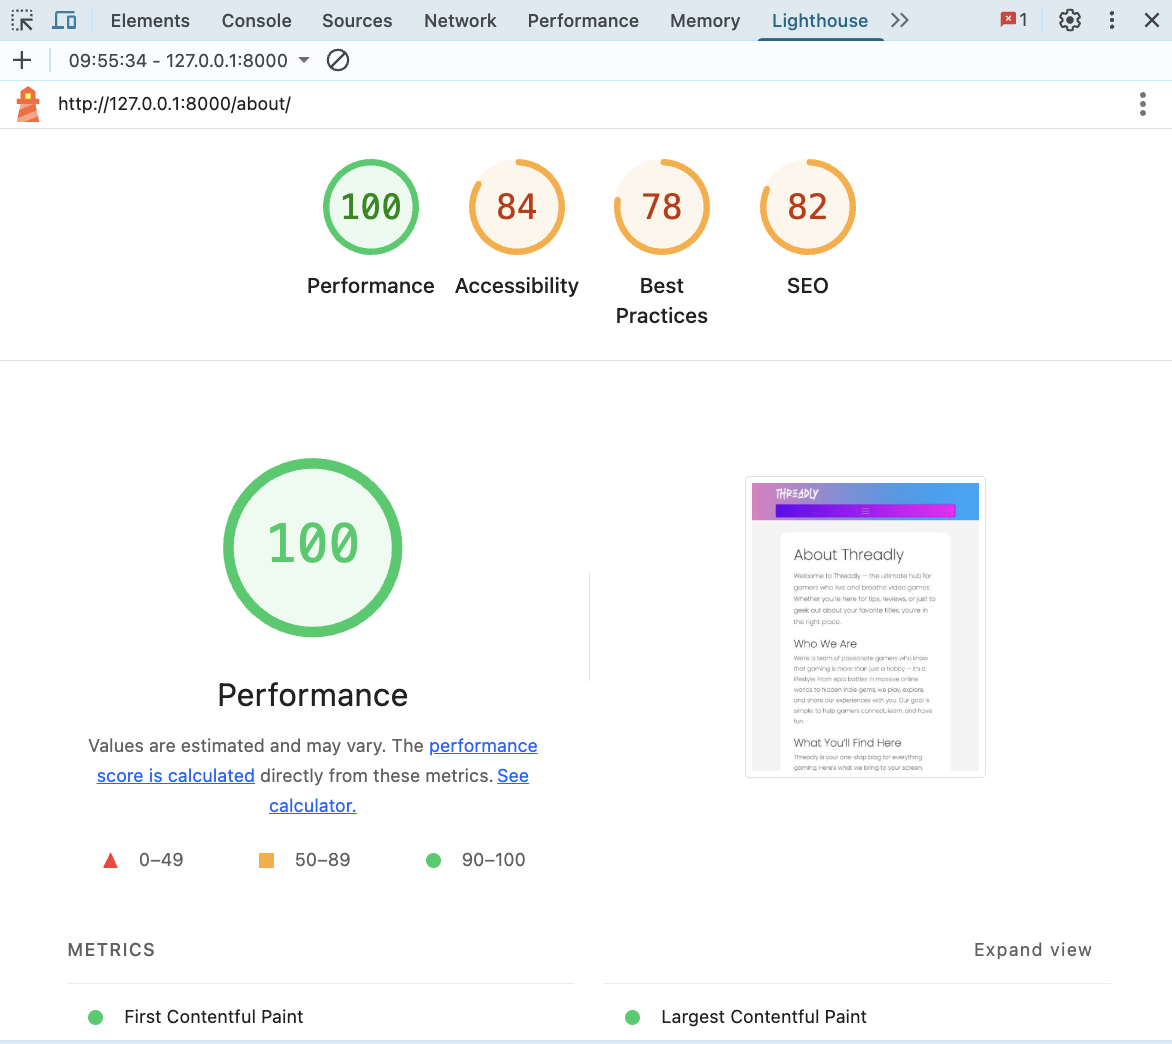 Elements Console Sources Network Performance Memory Lighthouse 1
09:55:34 - 127.0.0.1:8000
http://127.0.0.1:8000/about/
100 84 78 82
Performance Accessibility Best Practices SEO
100
Performance
Values are estimated and may vary. The performance
score is calculated directly from these metrics. See
calculator.
0–49 50–89 90–100
THREADLY
About Threadly
Welcome to Threadly – the ultimate hub for
gamers who live and breathe video games.
Whether you're here for tips, reviews, or just to
geek out about your favorite titles, you're in
the right place.
Who We Are
We're a team of passionate gamers who know
that gaming is more than just a hobby – it's a
lifestyle. From epic battles in massive online
worlds to hidden indie gems, we play, explore,
and share our experiences with you. Our goal is
simple: to help gamers connect, learn, and have
fun.
What You'll Find Here
Threadly is your one-stop blog for everything
gaming. Here's what we bring to your screen
METRICS Expand view
First Contentful Paint Largest Contentful Paint